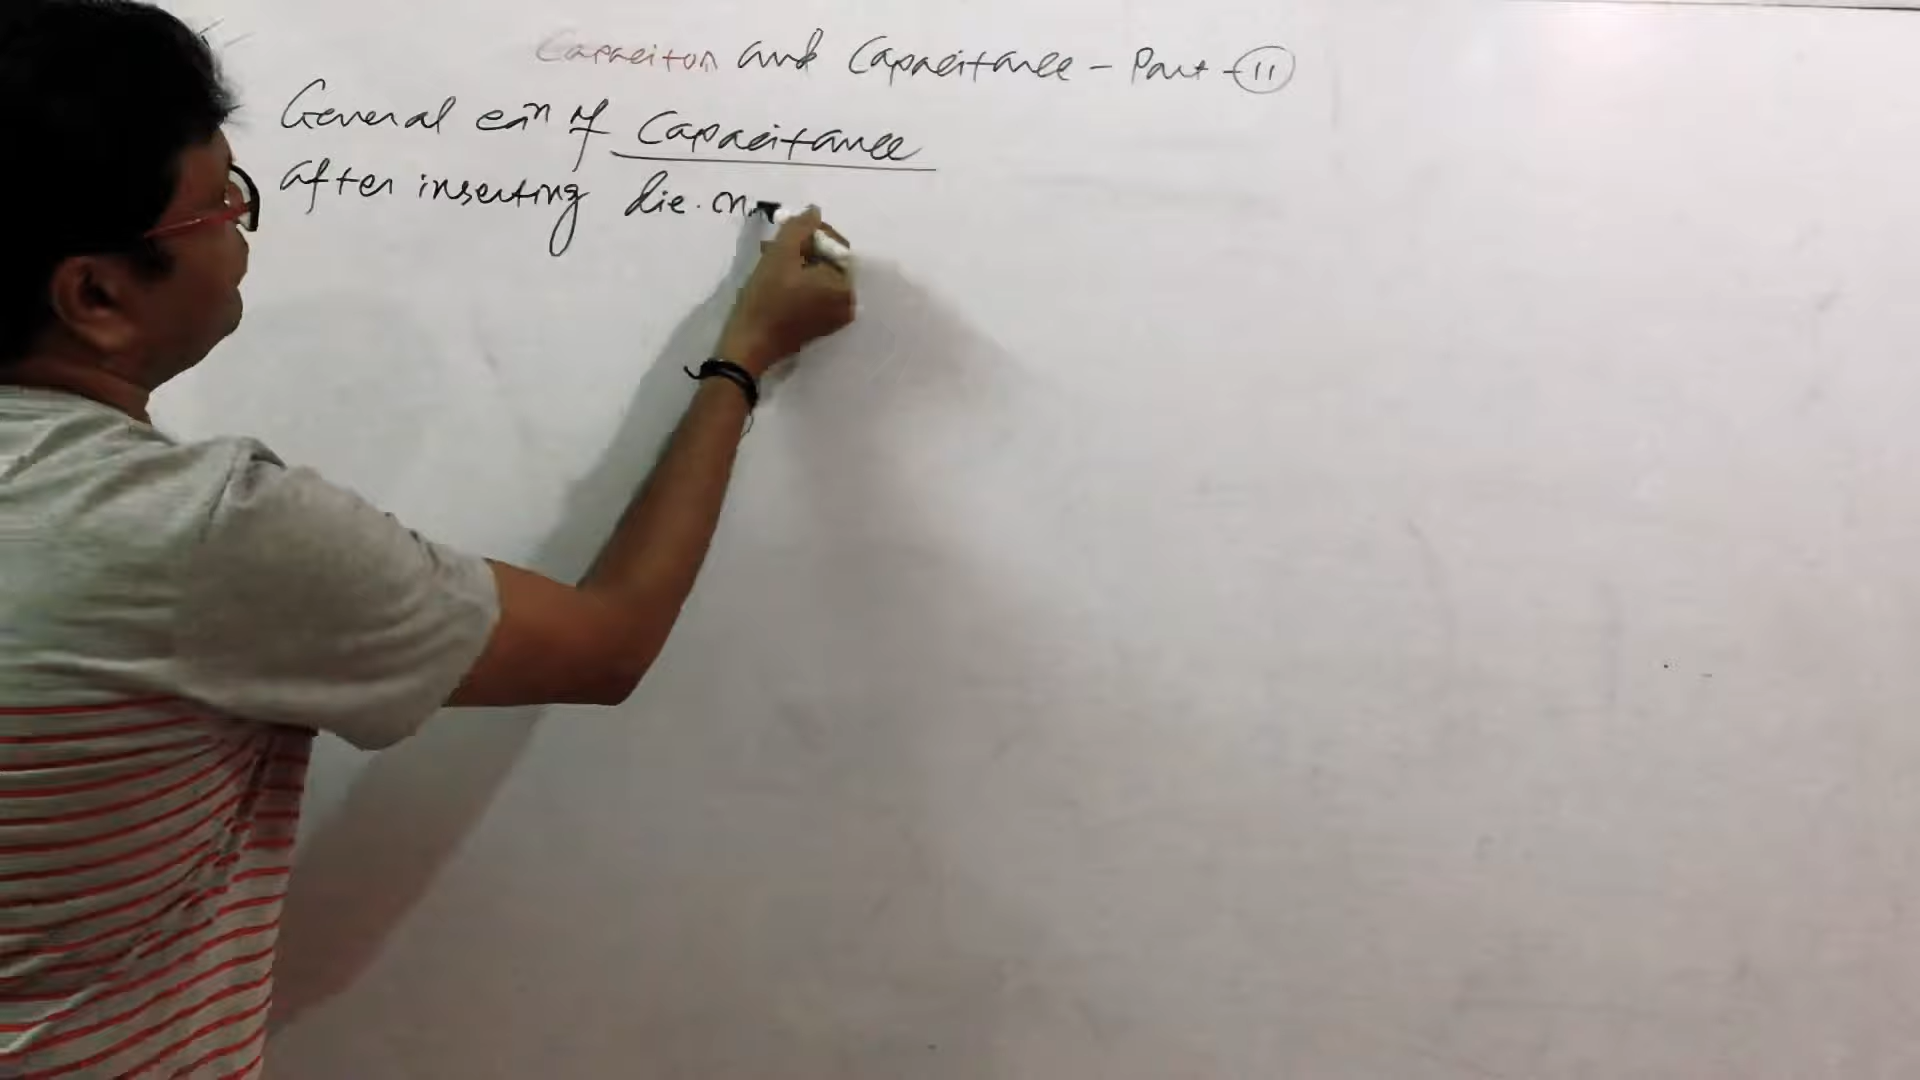 Capacitor and Capacitance - Part - 11
General eqn of Capacitance
after inserting die.